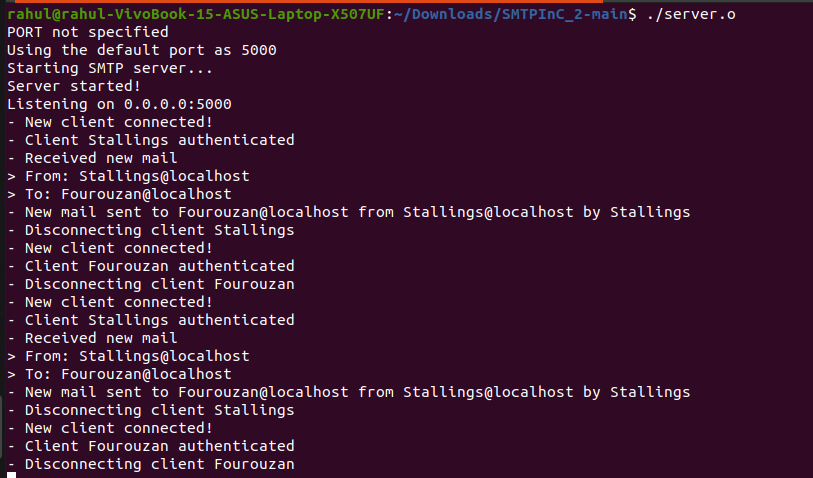 rahul@rahul-VivoBook-15-ASUS-Laptop-X507UF:~/Downloads/SMTPInC_2-main$ ./server.o
PORT not specified
Using the default port as 5000
Starting SMTP server...
Server started!
Listening on 0.0.0.0:5000
- New client connected!
- Client Stallings authenticated
- Received new mail
> From: Stallings@localhost
> To: Fourouzan@localhost
- New mail sent to Fourouzan@localhost from Stallings@localhost by Stallings
- Disconnecting client Stallings
- New client connected!
- Client Fourouzan authenticated
- Disconnecting client Fourouzan
- New client connected!
- Client Stallings authenticated
- Received new mail
> From: Stallings@localhost
> To: Fourouzan@localhost
- New mail sent to Fourouzan@localhost from Stallings@localhost by Stallings
- Disconnecting client Stallings
- New client connected!
- Client Fourouzan authenticated
- Disconnecting client Fourouzan